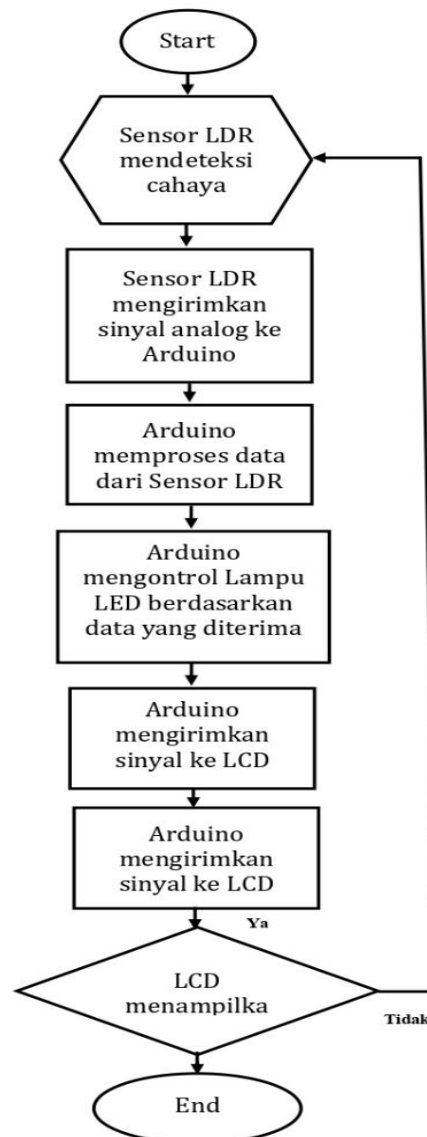 Start
Sensor LDR
mendeteksi
cahaya
Sensor LDR
mengirimkan
sinyal analog ke
Arduino
Arduino
memproses data
dari Sensor LDR
Arduino
mengontrol Lampu
LED berdasarkan
data yang diterima
Arduino
mengirimkan
sinyal ke LCD
Arduino
mengirimkan
sinyal ke LCD
Ya
LCD
menampilka
Tidak
End